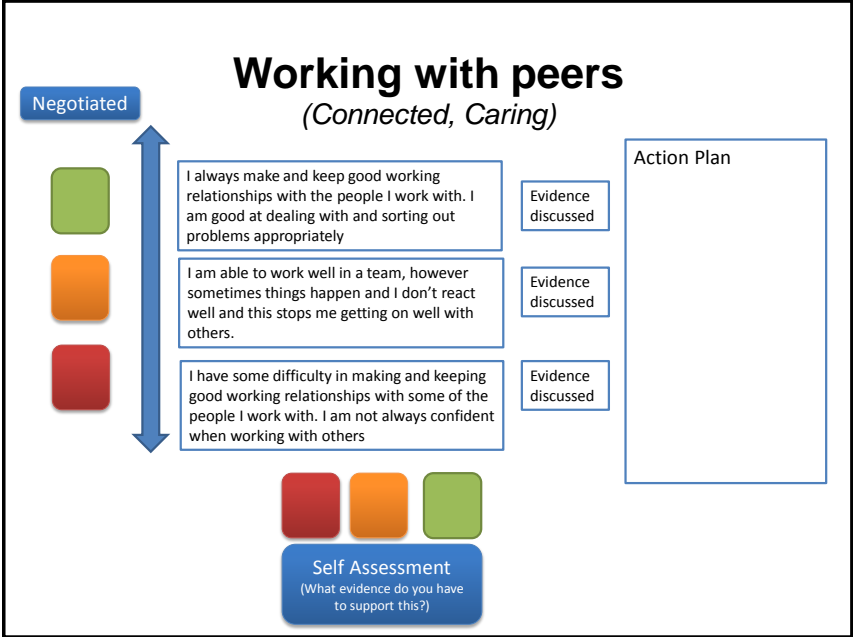 Working with peers
(Connected, Caring)
Negotiated
I always make and keep good working
relationships with the people I work with. I
am good at dealing with and sorting out
problems appropriately
Evidence
discussed
I am able to work well in a team, however
sometimes things happen and I don’t react
well and this stops me getting on well with
others.
Evidence
discussed
I have some difficulty in making and keeping
good working relationships with some of the
people I work with. I am not always confident
when working with others
Evidence
discussed
Action Plan
Self Assessment
(What evidence do you have
to support this?)